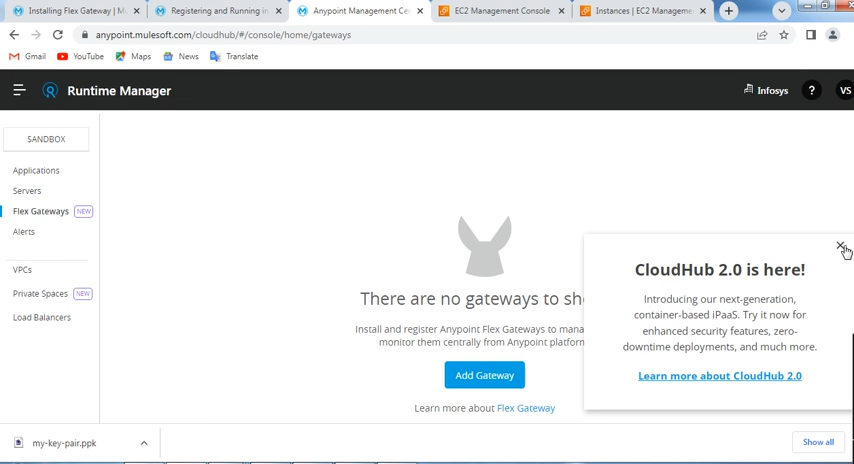 Installing Flex Gateway | M
Registering and Running in
Anypoint Management Ce
EC2 Management Console
Instances | EC2 Manageme
anypoint.mulesoft.com/cloudhub/#/console/home/gateways
Gmail
YouTube
Maps
News
Translate
Runtime Manager
Infosys
?
VS
SANDBOX
Applications
Servers
Flex Gateways NEW
Alerts
VPCs
Private Spaces NEW
Load Balancers
There are no gateways to sh
Install and register Anypoint Flex Gateways to mana
monitor them centrally from Anypoint platform
Add Gateway
Learn more about Flex Gateway
CloudHub 2.0 is here!
Introducing our next-generation,
container-based iPaaS. Try it now for
enhanced security features, zero-
downtime deployments, and much more.
Learn more about CloudHub 2.0
my-key-pair.ppk
Show all